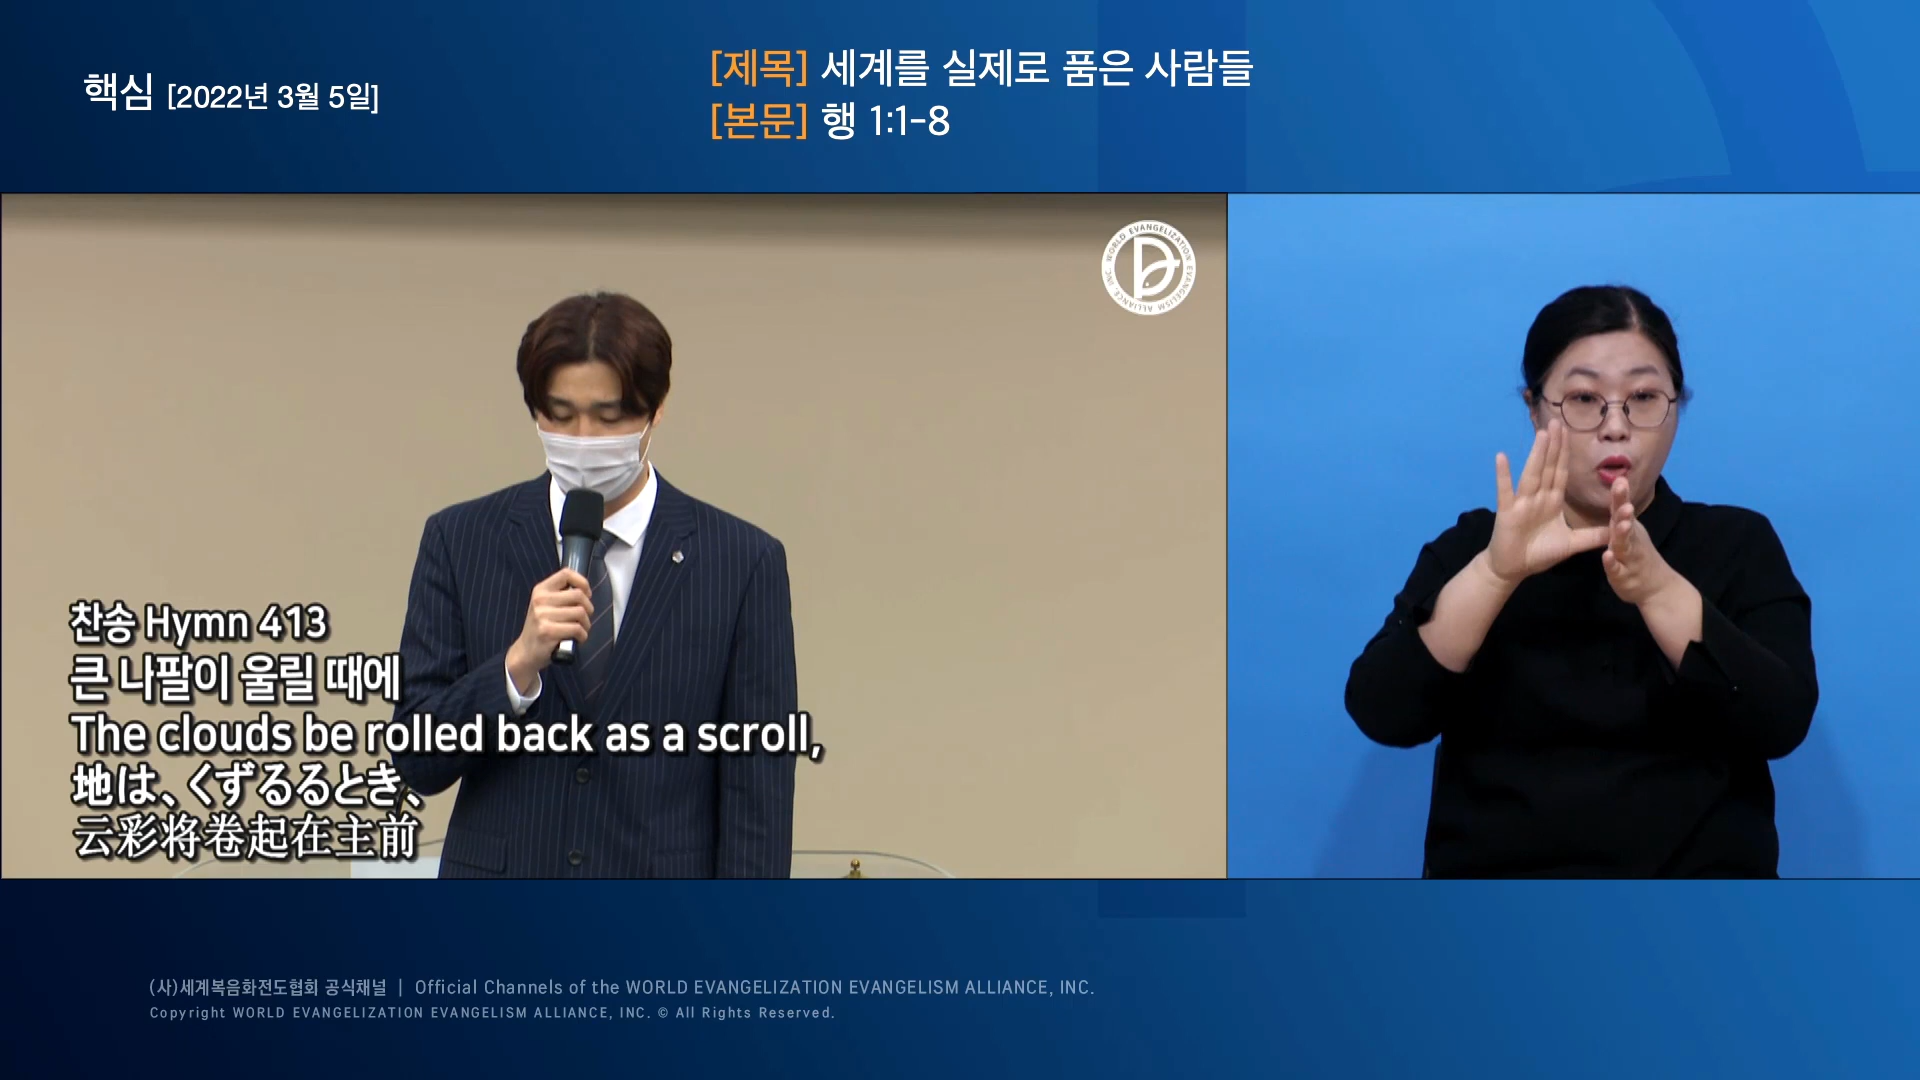 핵심 [2022년 3월 5일]
[제목] 세계를 실제로 품은 사람들
[본문] 행 1:1-8
WORLD EVANGELIZATION EVANGELISM ALLIANCE, INC.
찬송 Hymn 413
큰 나팔이 울릴 때에
The clouds be rolled back as a scroll,
地は、くずるるとき、
云彩将卷起在主前
(사)세계복음화전도협회 공식채널 | Official Channels of the WORLD EVANGELIZATION EVANGELISM ALLIANCE, INC.
Copyright WORLD EVANGELIZATION EVANGELISM ALLIANCE, INC. © All Rights Reserved.